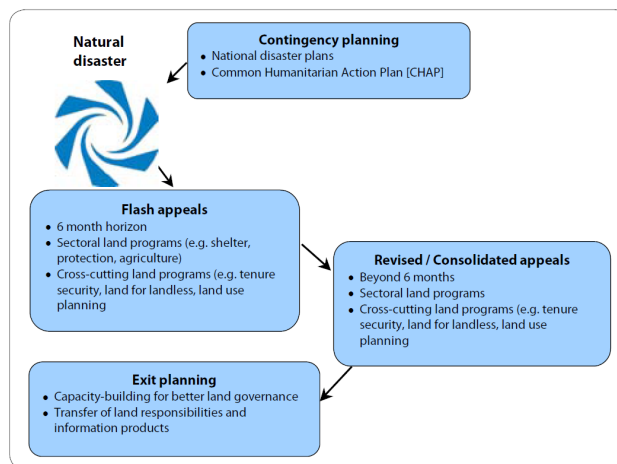 Natural
disaster
Contingency planning
• National disaster plans
• Common Humanitarian Action Plan [CHAP]
Flash appeals
• 6 month horizon
• Sectoral land programs (e.g. shelter,
protection, agriculture)
• Cross-cutting land programs (e.g. tenure
security, land for landless, land use
planning
Revised / Consolidated appeals
• Beyond 6 months
• Sectoral land programs
• Cross-cutting land programs (e.g. tenure
security, land for landless, land use
planning
Exit planning
• Capacity-building for better land governance
• Transfer of land responsibilities and
information products